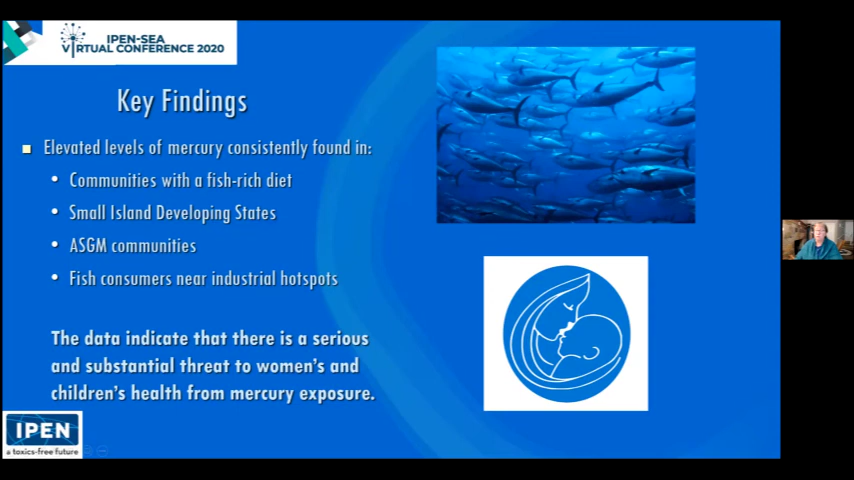 IPEN-SEA
VIRTUAL CONFERENCE 2020
Key Findings
Elevated levels of mercury consistently found in:
• Communities with a fish-rich diet
• Small Island Developing States
• ASGM communities
• Fish consumers near industrial hotspots
The data indicate that there is a serious
and substantial threat to women's and
children's health from mercury exposure.
IPEN
a toxics-free future